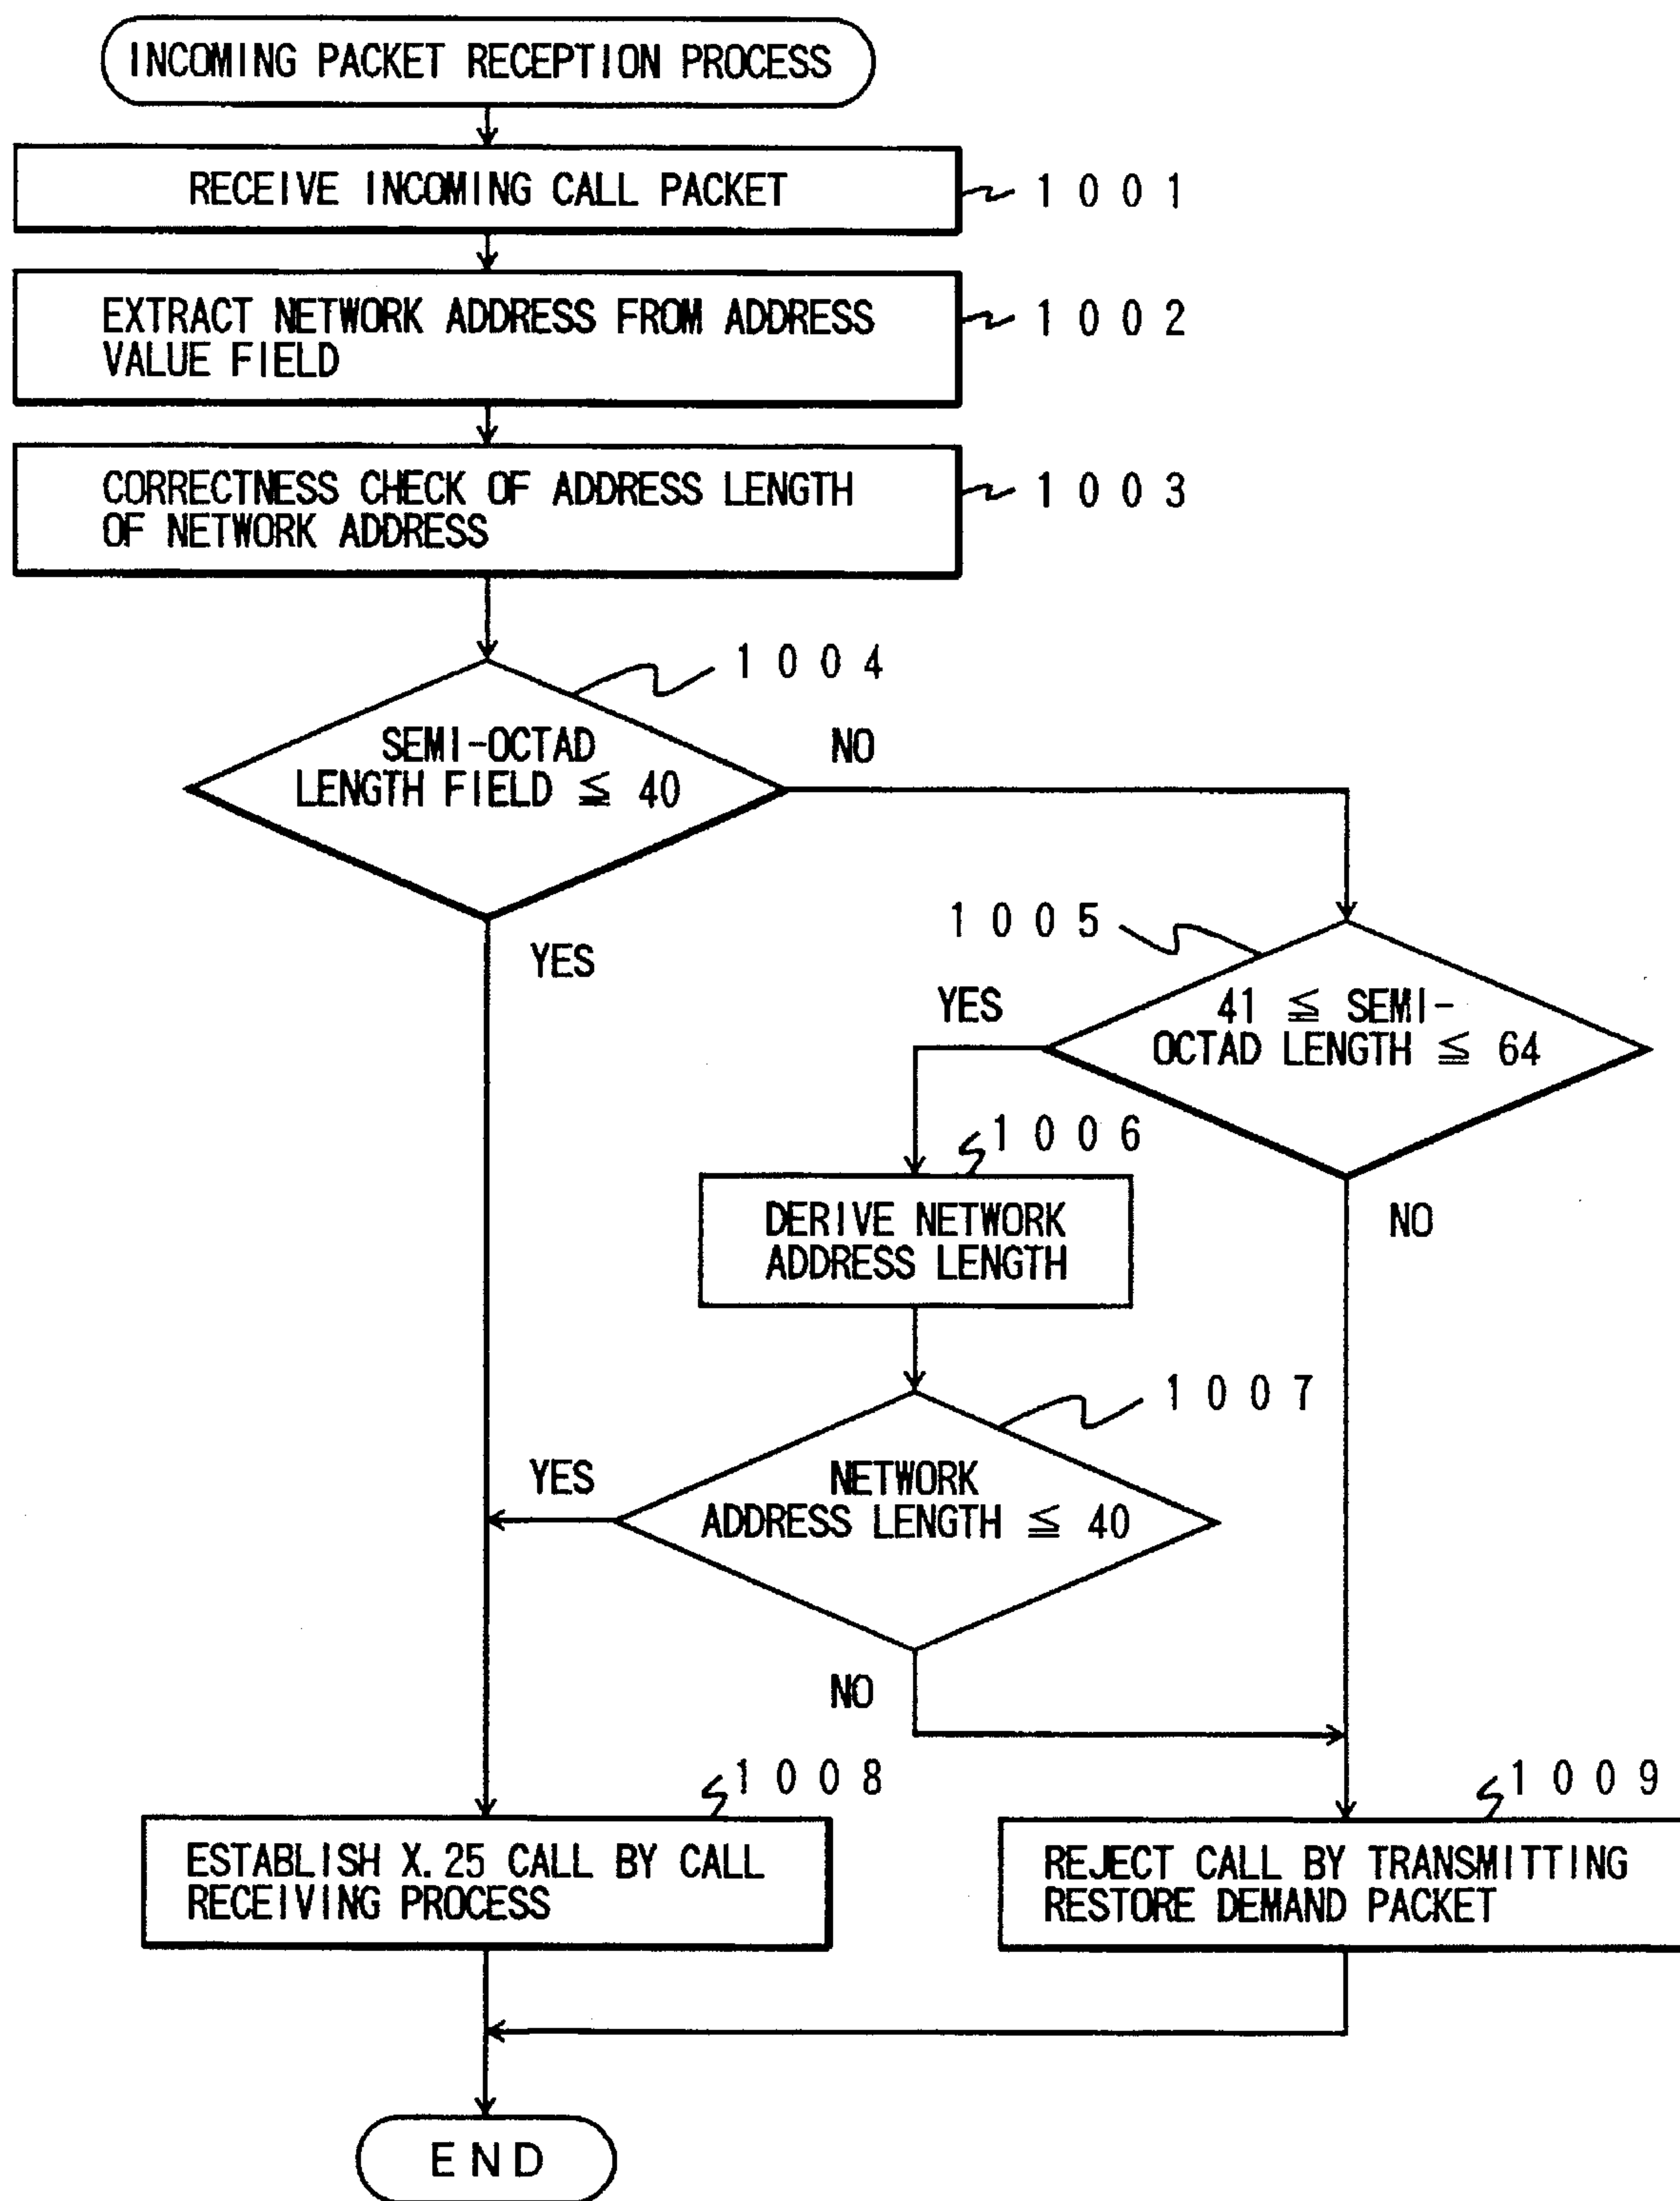 INCOMING PACKET RECEPTION PROCESS
RECEIVE INCOMING CALL PACKET
1001
EXTRACT NETWORK ADDRESS FROM ADDRESS
VALUE FIELD
1002
CORRECTNESS CHECK OF ADDRESS LENGTH
OF NETWORK ADDRESS
1003
1004
SEMI-OCTAD
LENGTH FIELD ≦ 40
NO
YES
1005
41 ≦ SEMI-
OCTAD LENGTH ≦ 64
YES
NO
1006
DERIVE NETWORK
ADDRESS LENGTH
1007
NETWORK
ADDRESS LENGTH ≦ 40
YES
NO
1008
ESTABLISH X.25 CALL BY CALL
RECEIVING PROCESS
1009
REJECT CALL BY TRANSMITTING
RESTORE DEMAND PACKET
END